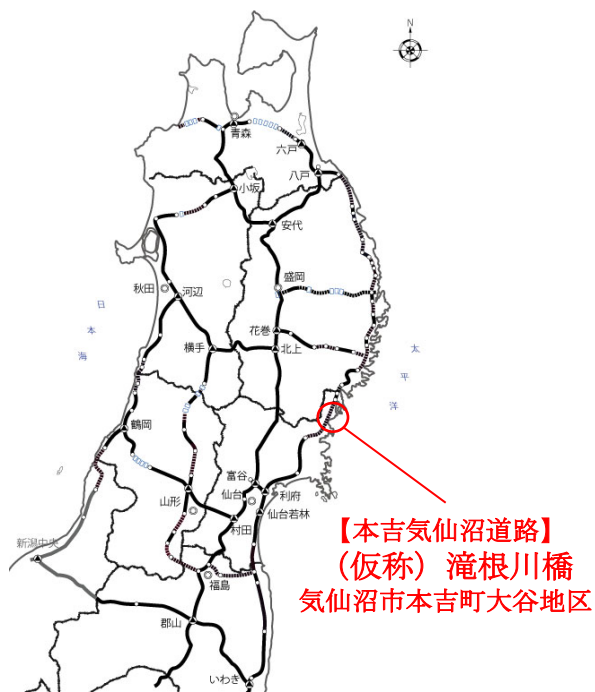 N
青森
六戸
八戸
小坂
安代
盛岡
秋田
河辺
日本海
花巻
横手
北上
太平洋
鶴岡
富谷
仙台
利府
山形
仙台若林
村田
【本吉気仙沼道路】
（仮称）滝根川橋
気仙沼市本吉町大谷地区
新潟中央
福島
郡山
いわき